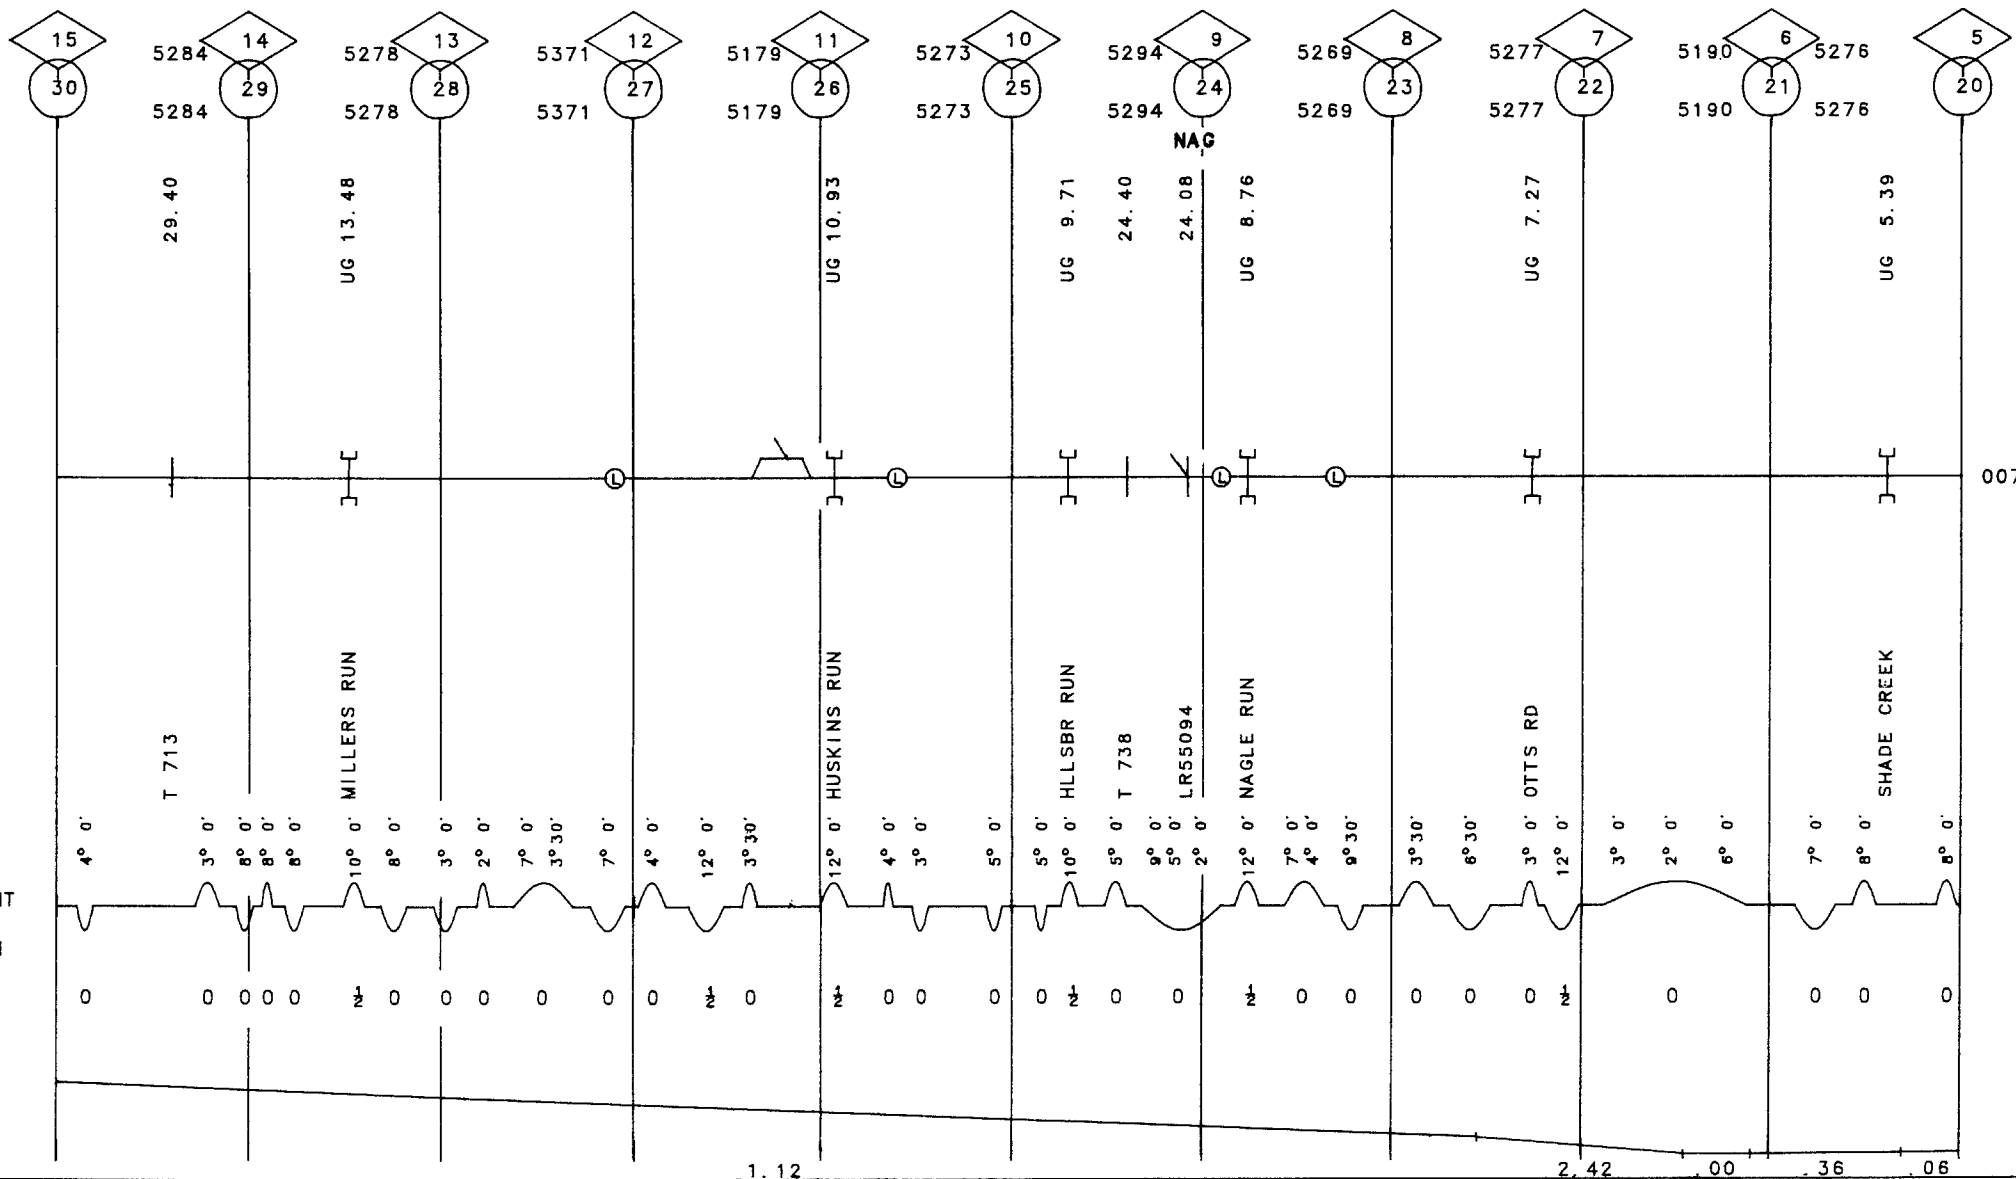 15 14 13 12 11 10 9 8 7 6 5
5284 5278 5371 5179 5273 5294 5269 5277 5190 5276
30 29 28 27 26 25 24 23 22 21 20
5284 5278 5371 5179 5273 5294 5269 5277 5190 5276
NAG
29.40
UG 13.48
UG 10.93
UG 9.71
24.40
24.08
UG 8.76
UG 7.27
UG 5.39
L L L L
007
T 713
MILLERS RUN
HUSKINS RUN
HLLSBR RUN
T 738
LR55094
NAGLE RUN
OTTS RD
SHADE CREEK
4° 0' 3° 0' 8° 0' 8° 0' 8° 0' 10° 0' 8° 0' 3° 0' 2° 0' 7° 0' 3°30' 7° 0' 4° 0' 12° 0' 3°30' 12° 0' 4° 0' 3° 0' 5° 0' 5° 0' 10° 0' 5° 0' 9° 0' 5° 0' 2° 0' 12° 0' 7° 0' 4° 0' 9°30' 3°30' 6°30' 3° 0' 12° 0' 3° 0' 2° 0' 6° 0' 7° 0' 8° 0' 8° 0'
0 0 0 0 0 ½ 0 0 0 0 0 0 ½ 0 ½ 0 0 0 0 ½ 0 0 ½ 0 0 0 0 0 ½ 0 0 0 0
1.12 2.42 .00 .36 .06